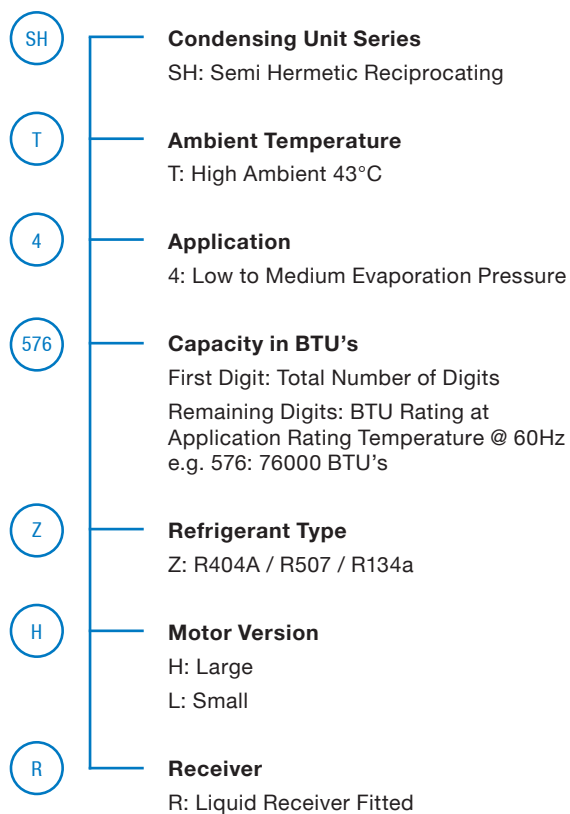 SH
Condensing Unit Series
SH: Semi Hermetic Reciprocating
T
Ambient Temperature
T: High Ambient 43°C
4
Application
4: Low to Medium Evaporation Pressure
576
Capacity in BTU's
First Digit: Total Number of Digits
Remaining Digits: BTU Rating at
Application Rating Temperature @ 60Hz
e.g. 576: 76000 BTU's
Z
Refrigerant Type
Z: R404A / R507 / R134a
H
Motor Version
H: Large
L: Small
R
Receiver
R: Liquid Receiver Fitted